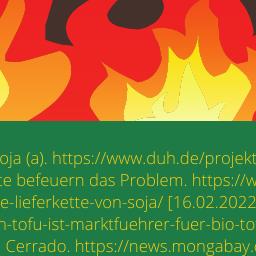 oja (a). https://www.duh.de/projekt
te befeuern das Problem. https://w
e-lieferkette-von-soja/ [16.02.2022
n-tofu-ist-marktfuehrer-fuer-bio-to
Cerrado. https://news.mongabay.